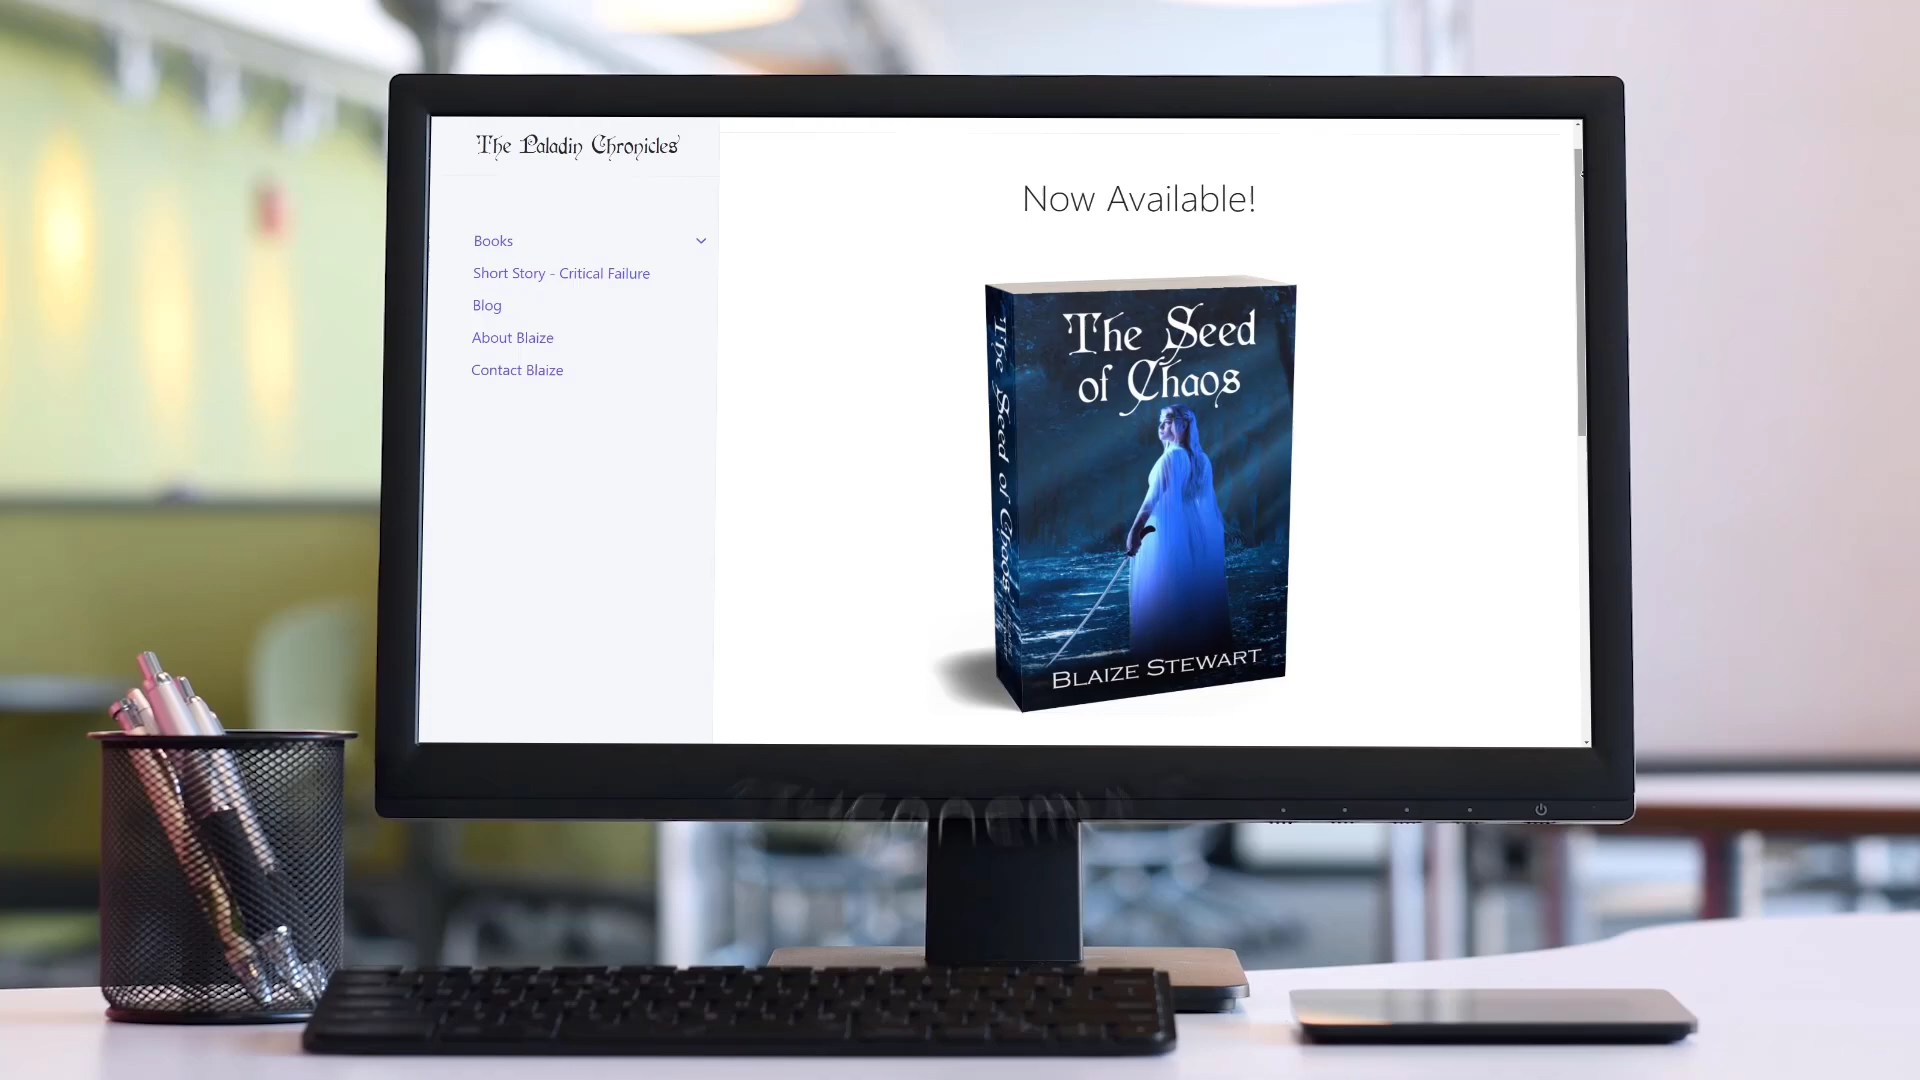 The Paladin Chronicles
Books
Short Story - Critical Failure
Blog
About Blaize
Contact Blaize
Now Available!
The Seed
of Chaos
BLAIZE STEWART
The Seed of Chaos